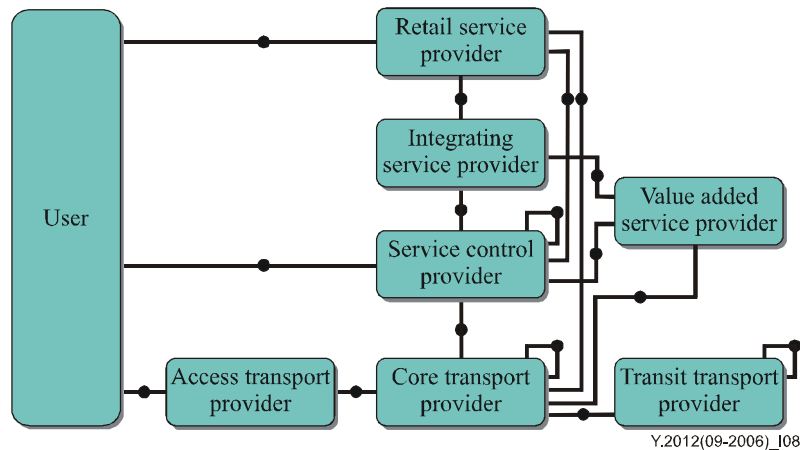 Retail service
provider
Integrating
service provider
Value added
service provider
User
Service control
provider
Access transport
provider
Core transport
provider
Transit transport
provider
Y.2012(09-2006)_I08